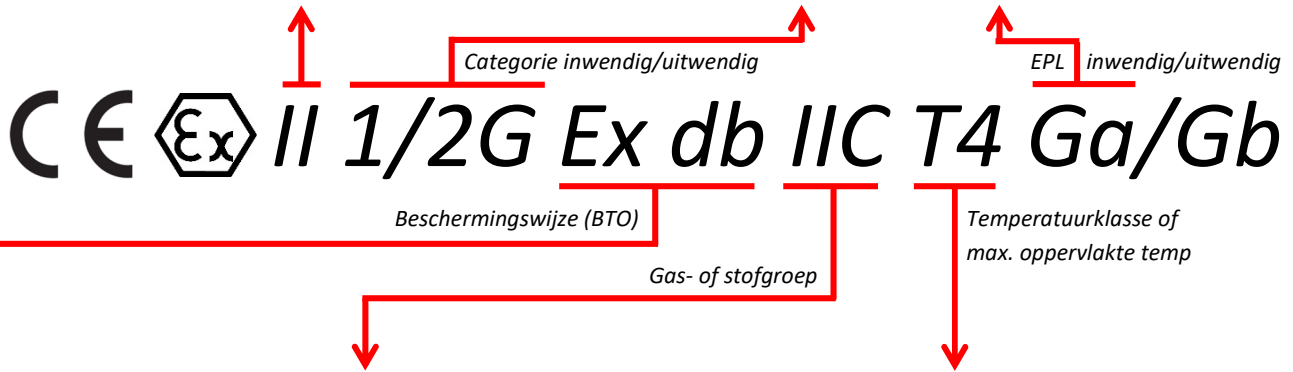 Categorie inwendig/uitwendig
EPL inwendig/uitwendig
CE Ex II 1/2G Ex db IIC T4 Ga/Gb
Beschermingswijze (BTO)
Temperatuurklasse of
max. oppervlakte temp
Gas- of stofgroep